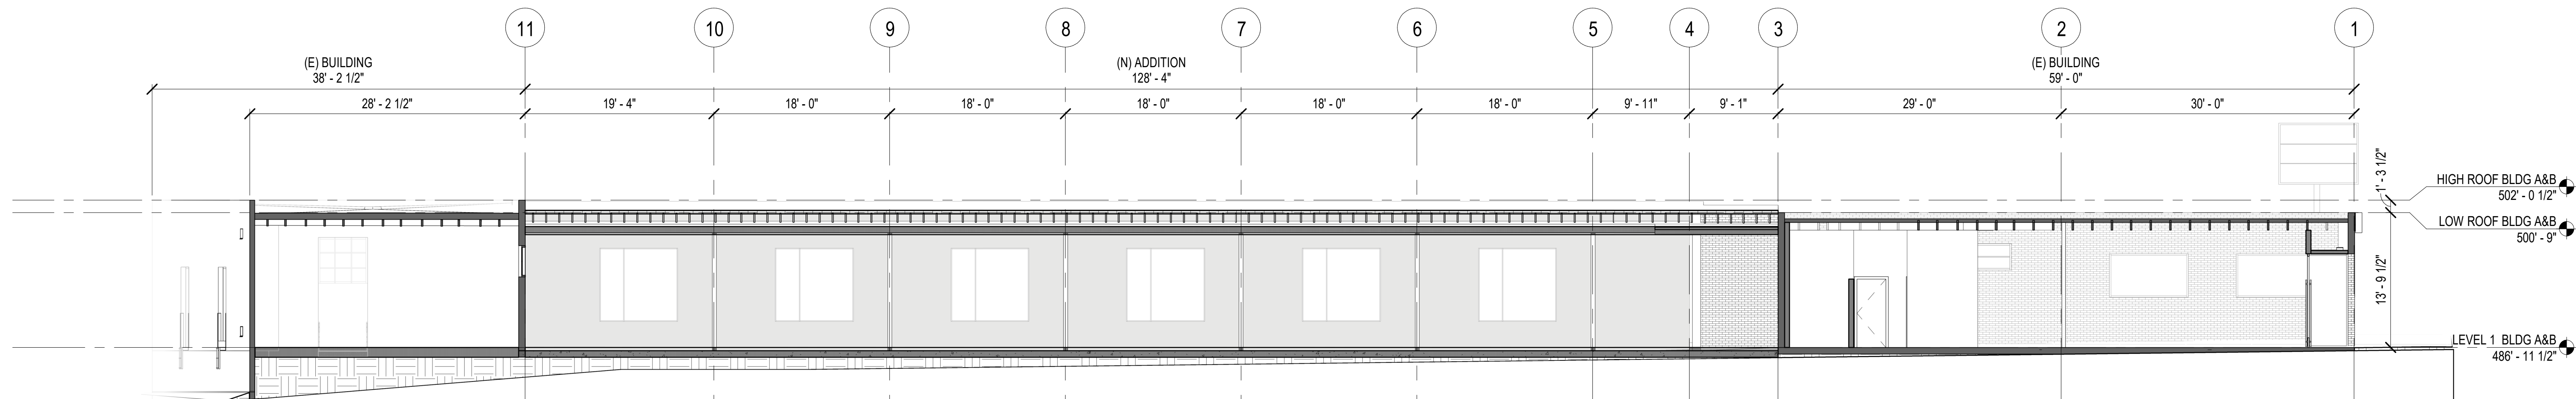 11
10
9
8
7
6
5
4
3
2
1
(E) BUILDING
38' - 2 1/2"
(N) ADDITION
128' - 4"
(E) BUILDING
59' - 0"
28' - 2 1/2"
19' - 4"
18' - 0"
18' - 0"
18' - 0"
18' - 0"
18' - 0"
9' - 11"
9' - 1"
29' - 0"
30' - 0"
1' - 3 1/2"
HIGH ROOF BLDG A&B
502' - 0 1/2"
LOW ROOF BLDG A&B
500' - 9"
13' - 9 1/2"
LEVEL 1 BLDG A&B
486' - 11 1/2"